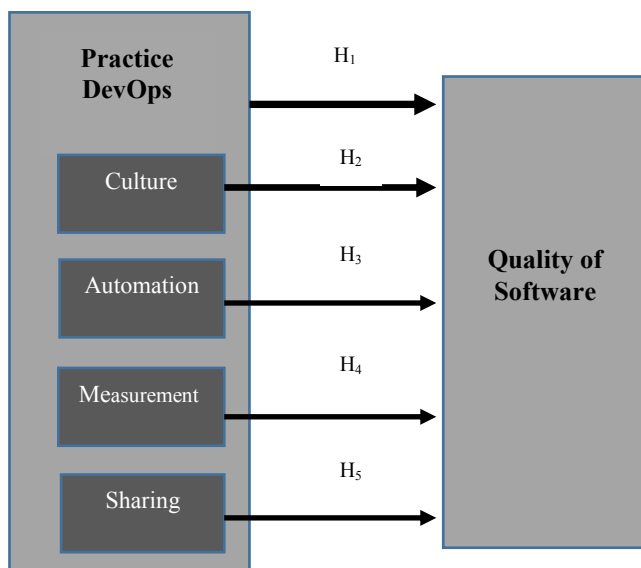 Practice
DevOps
H₁
Culture
H₂
Automation
H₃
Measurement
H₄
Sharing
H₅
Quality of
Software